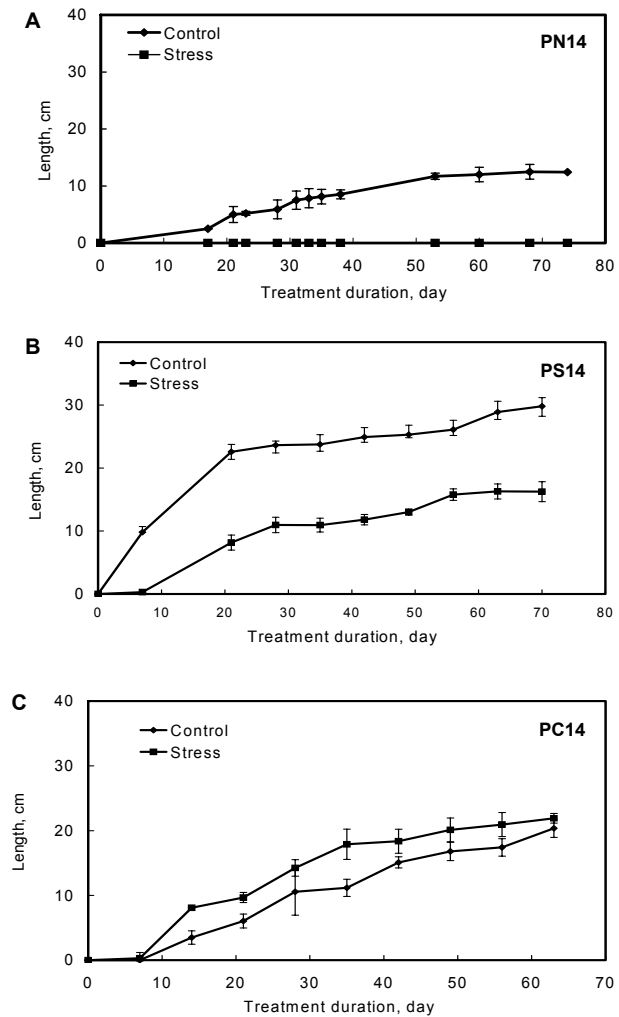 A
Control
Stress
PN14
40
30
20
10
0
Length, cm
0 10 20 30 40 50 60 70 80
Treatment duration, day
B
Control
Stress
PS14
40
30
20
10
0
Length, cm
0 10 20 30 40 50 60 70 80
Treatment duration, day
C
Control
Stress
PC14
40
30
20
10
0
Length, cm
0 10 20 30 40 50 60 70
Treatment duration, day